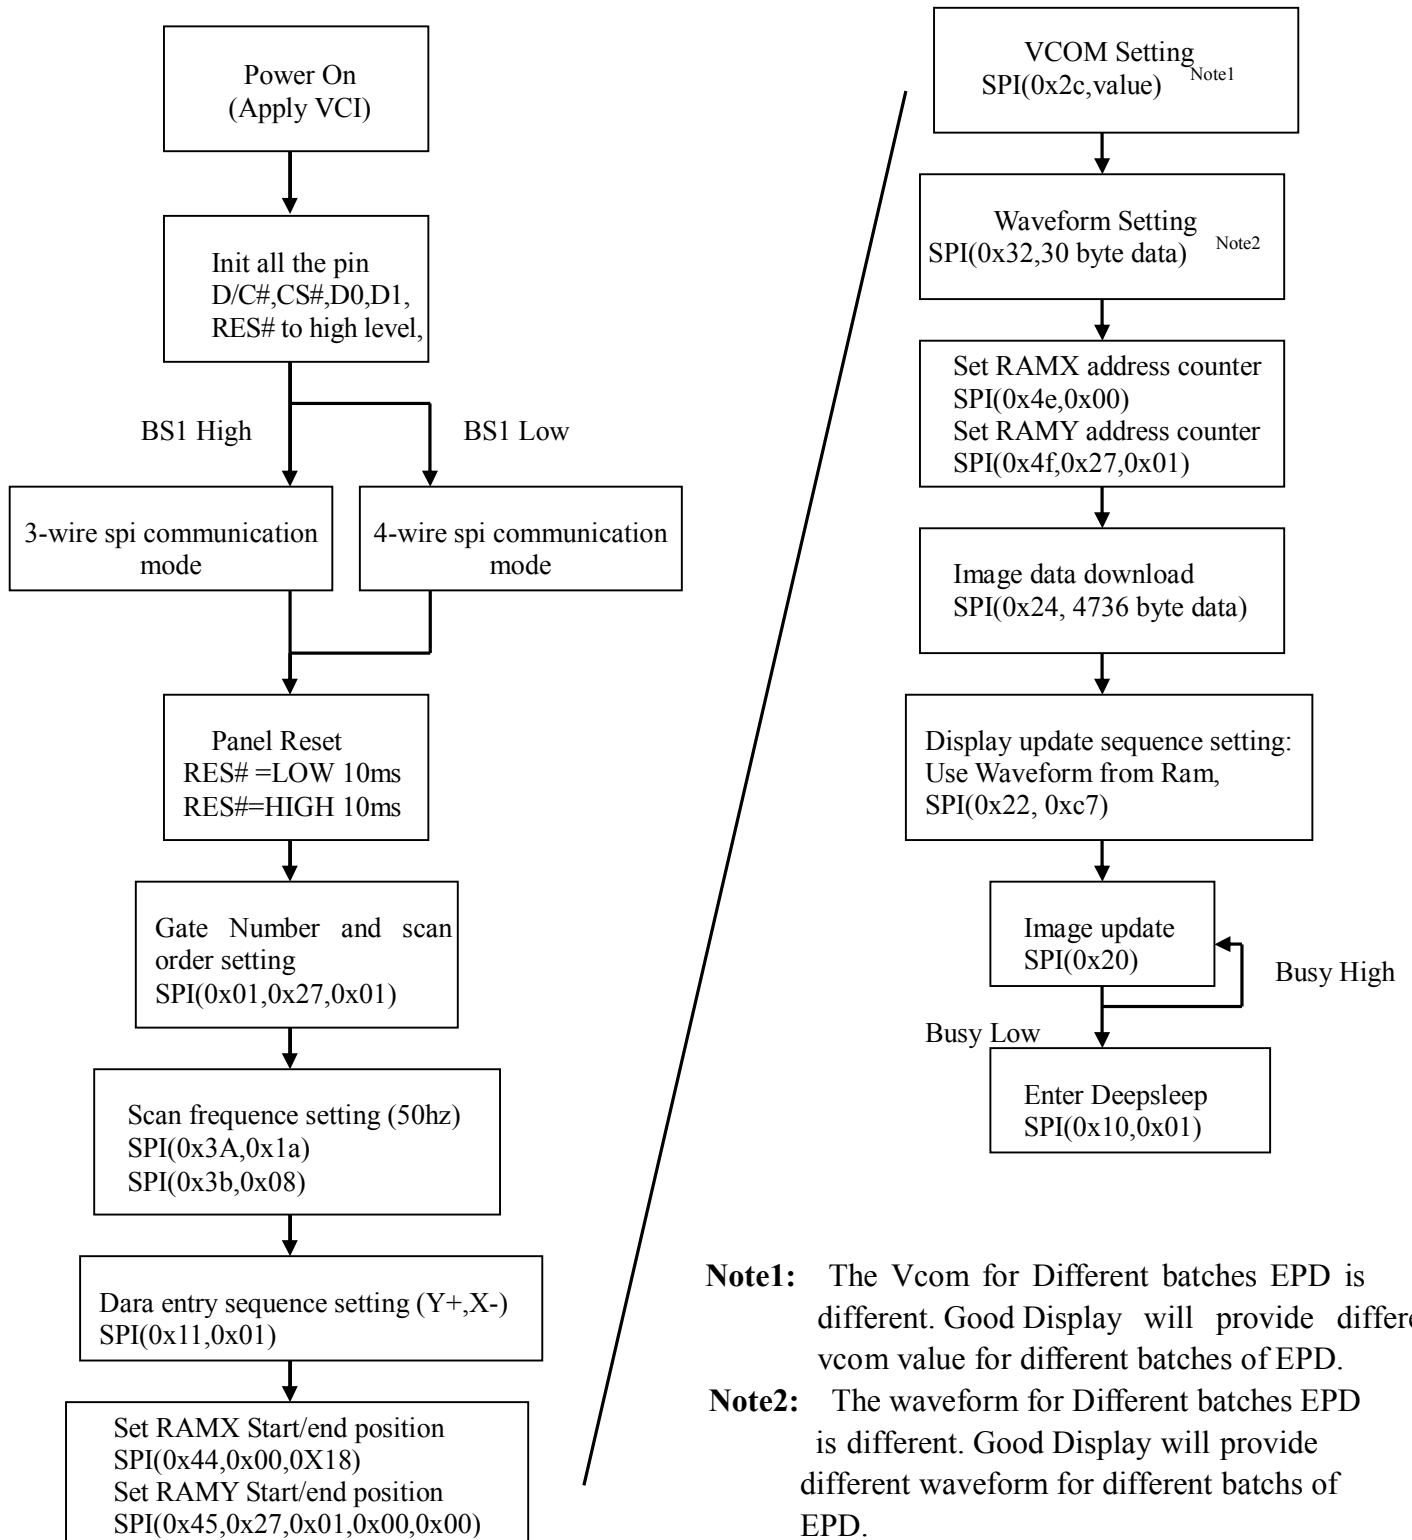 Power On
(Apply VCI)
Init all the pin
D/C#,CS#,D0,D1,
RES# to high level,
BS1 High
BS1 Low
3-wire spi communication
mode
4-wire spi communication
mode
Panel Reset
RES# =LOW 10ms
RES#=HIGH 10ms
Gate Number and scan
order setting
SPI(0x01,0x27,0x01)
Scan frequence setting (50hz)
SPI(0x3A,0x1a)
SPI(0x3b,0x08)
Dara entry sequence setting (Y+,X-)
SPI(0x11,0x01)
Set RAMX Start/end position
SPI(0x44,0x00,0X18)
Set RAMY Start/end position
SPI(0x45,0x27,0x01,0x00,0x00)
VCOM Setting
SPI(0x2c,value) Note1
Waveform Setting
SPI(0x32,30 byte data) Note2
Set RAMX address counter
SPI(0x4e,0x00)
Set RAMY address counter
SPI(0x4f,0x27,0x01)
Image data download
SPI(0x24, 4736 byte data)
Display update sequence setting:
Use Waveform from Ram,
SPI(0x22, 0xc7)
Image update
SPI(0x20)
Busy High
Busy Low
Enter Deepsleep
SPI(0x10,0x01)
Note1: The Vcom for Different batches EPD is
different. Good Display will provide differe
vcom value for different batches of EPD.
Note2: The waveform for Different batches EPD
is different. Good Display will provide
different waveform for different batchs of
EPD.